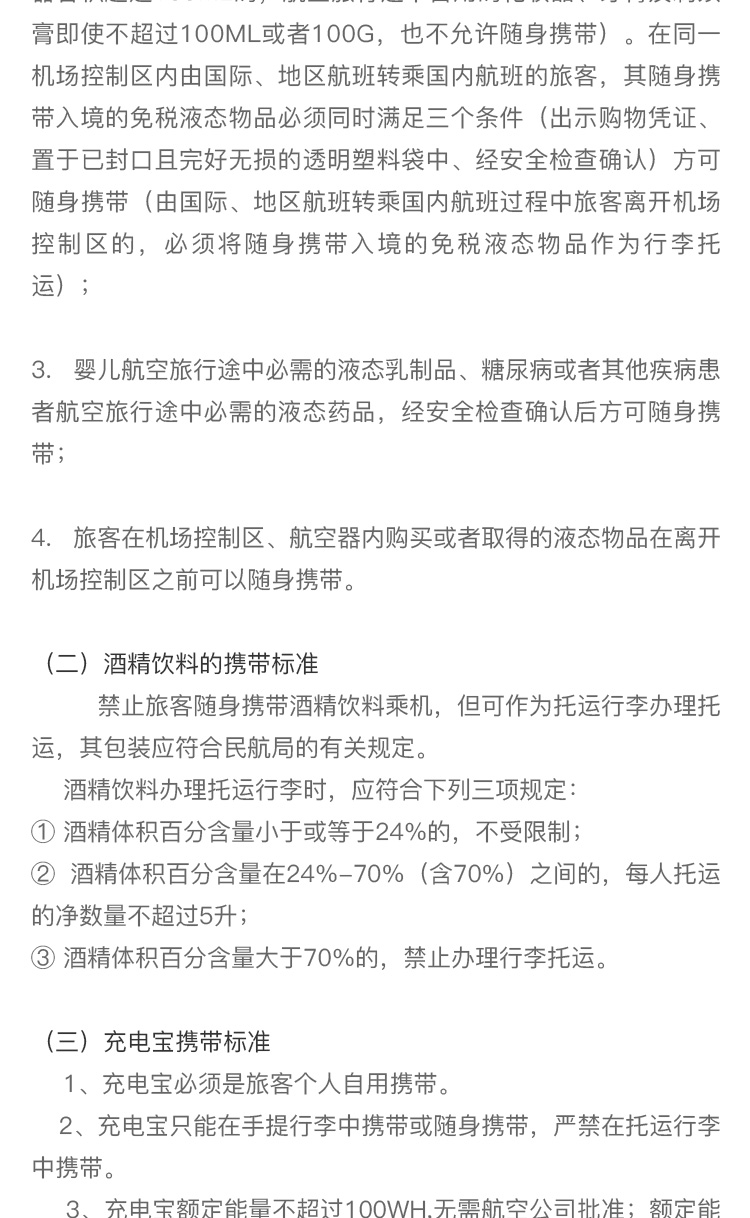 膏即使不超过100ML或者100G，也不允许随身携带）。在同一
机场控制区内由国际、地区航班转乘国内航班的旅客，其随身携
带入境的免税液态物品必须同时满足三个条件（出示购物凭证、
置于已封口且完好无损的透明塑料袋中、经安全检查确认）方可
随身携带（由国际、地区航班转乘国内航班过程中旅客离开机场
控制区的，必须将随身携带入境的免税液态物品作为行李托
运）；
3. 婴儿航空旅行途中必需的液态乳制品、糖尿病或者其他疾病患
者航空旅行途中必需的液态药品，经安全检查确认后方可随身携
带；
4. 旅客在机场控制区、航空器内购买或者取得的液态物品在离开
机场控制区之前可以随身携带。
（二）酒精饮料的携带标准
禁止旅客随身携带酒精饮料乘机，但可作为托运行李办理托
运，其包装应符合民航局的有关规定。
酒精饮料办理托运行李时，应符合下列三项规定：
① 酒精体积百分含量小于或等于24%的，不受限制；
② 酒精体积百分含量在24%–70%（含70%）之间的，每人托运
的净数量不超过5升；
③ 酒精体积百分含量大于70%的，禁止办理行李托运。
（三）充电宝携带标准
1、充电宝必须是旅客个人自用携带。
2、充电宝只能在手提行李中携带或随身携带，严禁在托运行李
中携带。
3、充电宝额定能量不超过100WH,无需航空公司批准；额定能